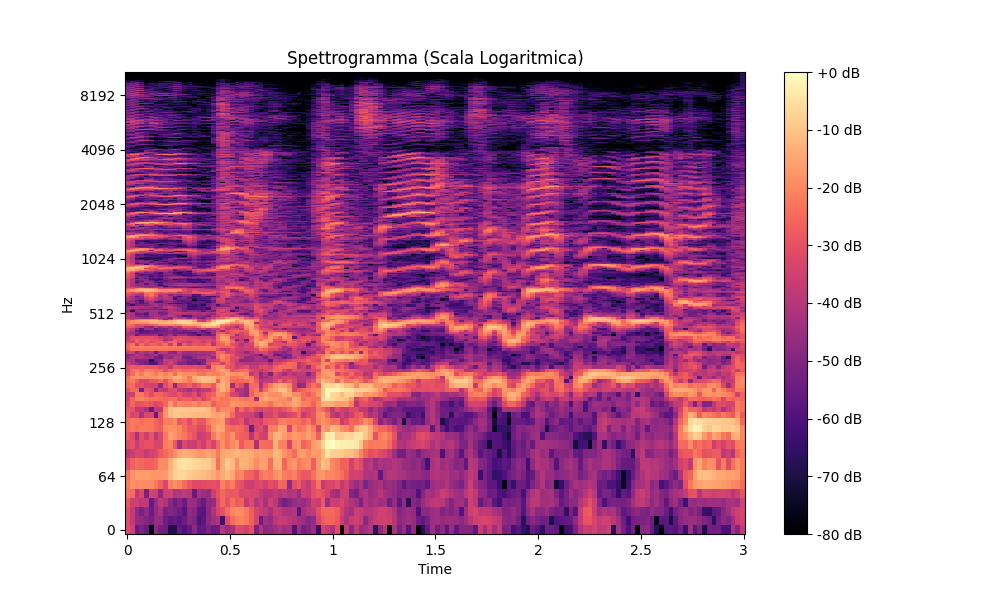 Spettrogramma (Scala Logaritmica)
Hz
8192
4096
2048
1024
512
256
128
64
0
0 0.5 1 1.5 2 2.5 3
Time
+0 dB
-10 dB
-20 dB
-30 dB
-40 dB
-50 dB
-60 dB
-70 dB
-80 dB